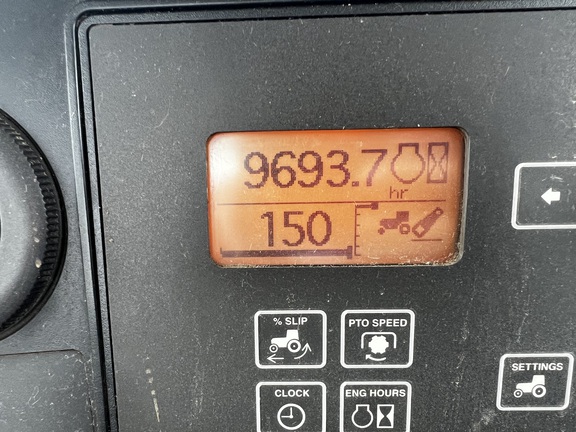 9693.7
hr
150
% SLIP
PTO SPEED
CLOCK
ENG HOURS
SETTINGS